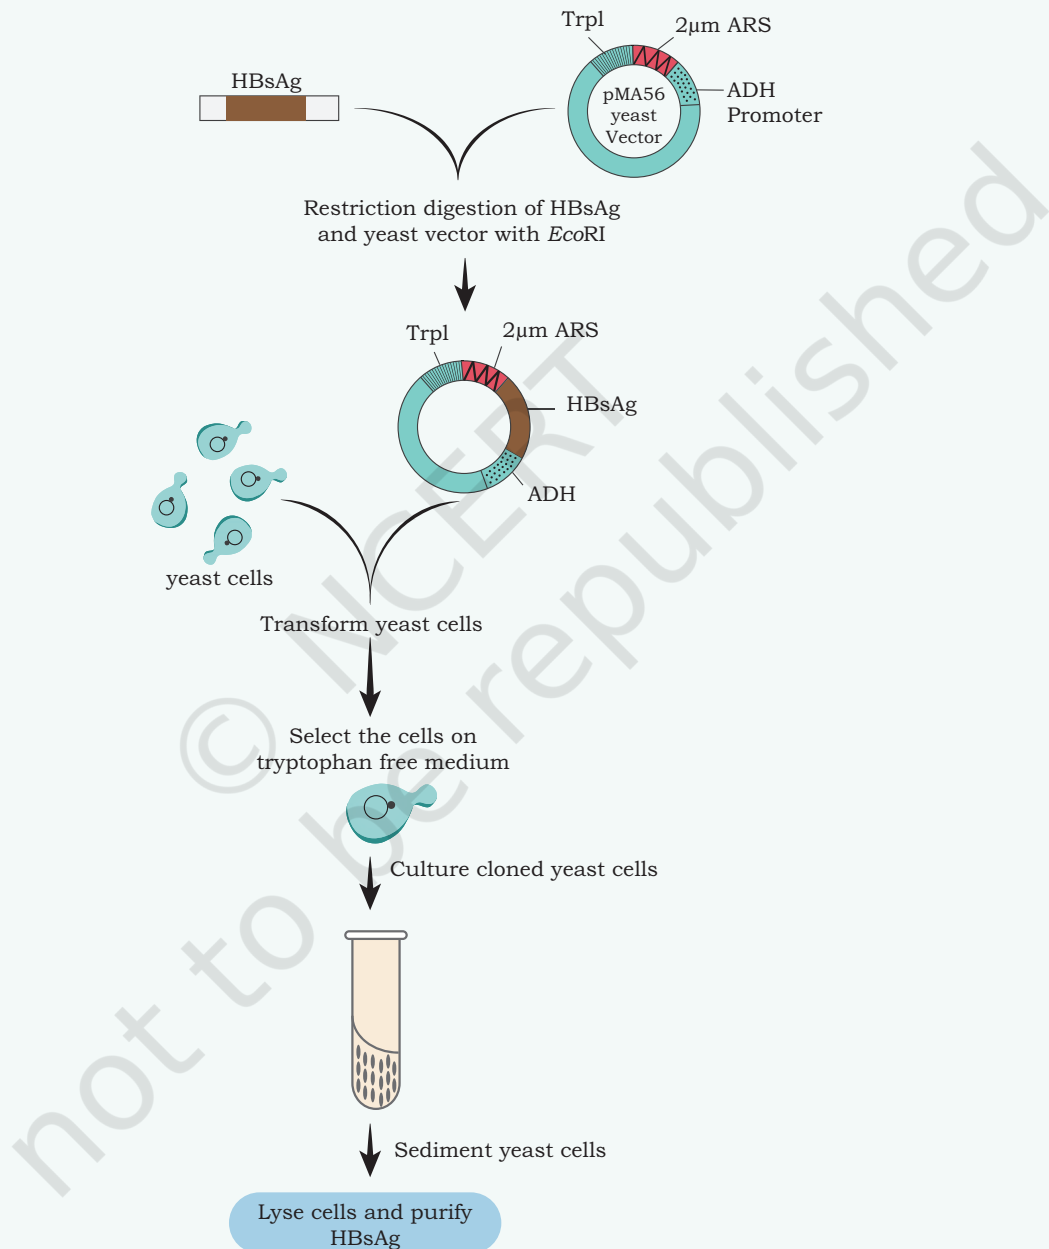 Trpl
2µm ARS
HBsAg
pMA56
yeast
Vector
ADH
Promoter
Restriction digestion of HBsAg
and yeast vector with EcoRI
Trpl
2µm ARS
HBsAg
ADH
yeast cells
Transform yeast cells
Select the cells on
tryptophan free medium
Culture cloned yeast cells
Sediment yeast cells
Lyse cells and purify
HBsAg
© NCERT
not to be republished